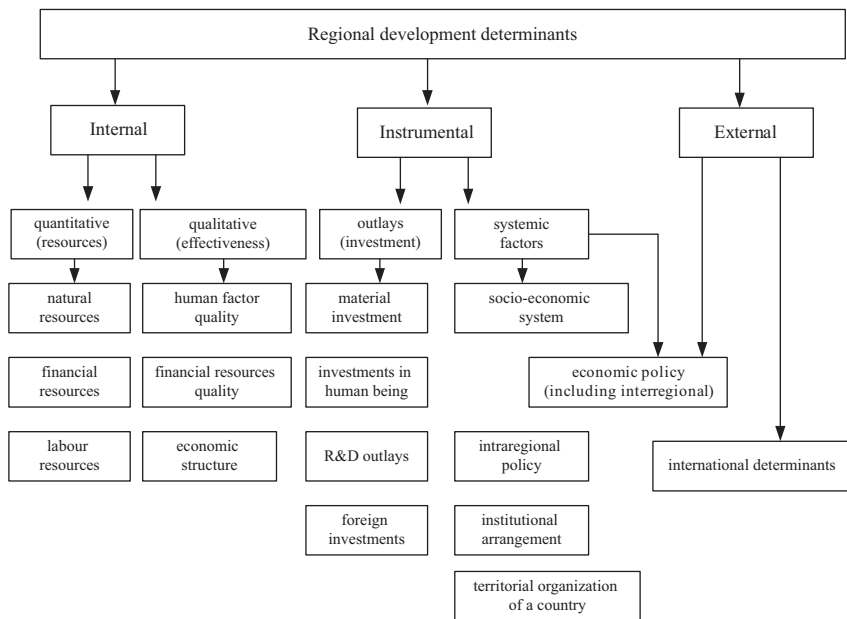 Regional development determinants
Internal
Instrumental
External
quantitative
(resources)
qualitative
(effectiveness)
outlays
(investment)
systemic
factors
natural
resources
human factor
quality
material
investment
socio-economic
system
financial
resources
financial resources
quality
investments in
human being
economic policy
(including interregional)
labour
resources
economic
structure
R&D outlays
intraregional
policy
international determinants
foreign
investments
institutional
arrangement
territorial organization
of a country